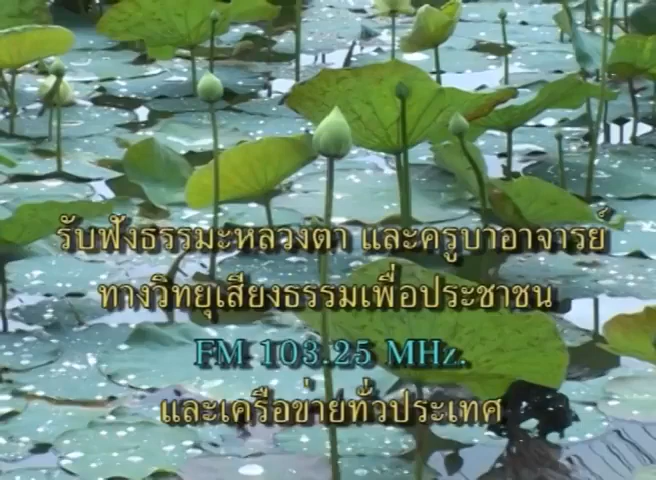 รับฟังธรรมะหลวงตา และครูบาอาจารย์
ทางวิทยุเสียงธรรมเพื่อประชาชน
FM 103.25 MHz.
และเครือข่ายทั่วประเทศ